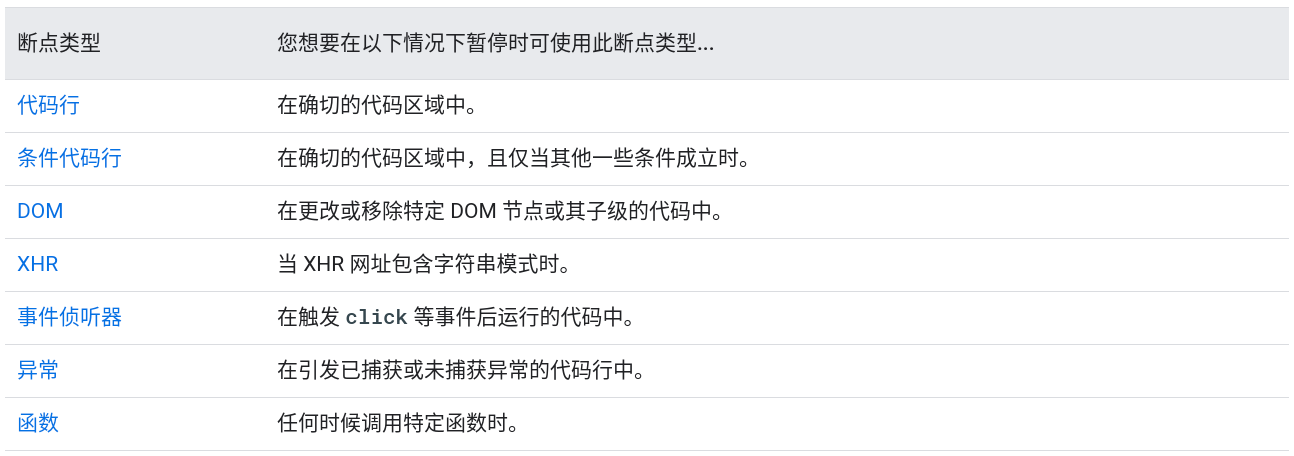 断点类型 您想要在以下情况下暂停时可使用此断点类型...
代码行 在确切的代码区域中。
条件代码行 在确切的代码区域中，且仅当其他一些条件成立时。
DOM 在更改或移除特定 DOM 节点或其子级的代码中。
XHR 当 XHR 网址包含字符串模式时。
事件侦听器 在触发 click 等事件后运行的代码中。
异常 在引发已捕获或未捕获异常的代码行中。
函数 任何时候调用特定函数时。